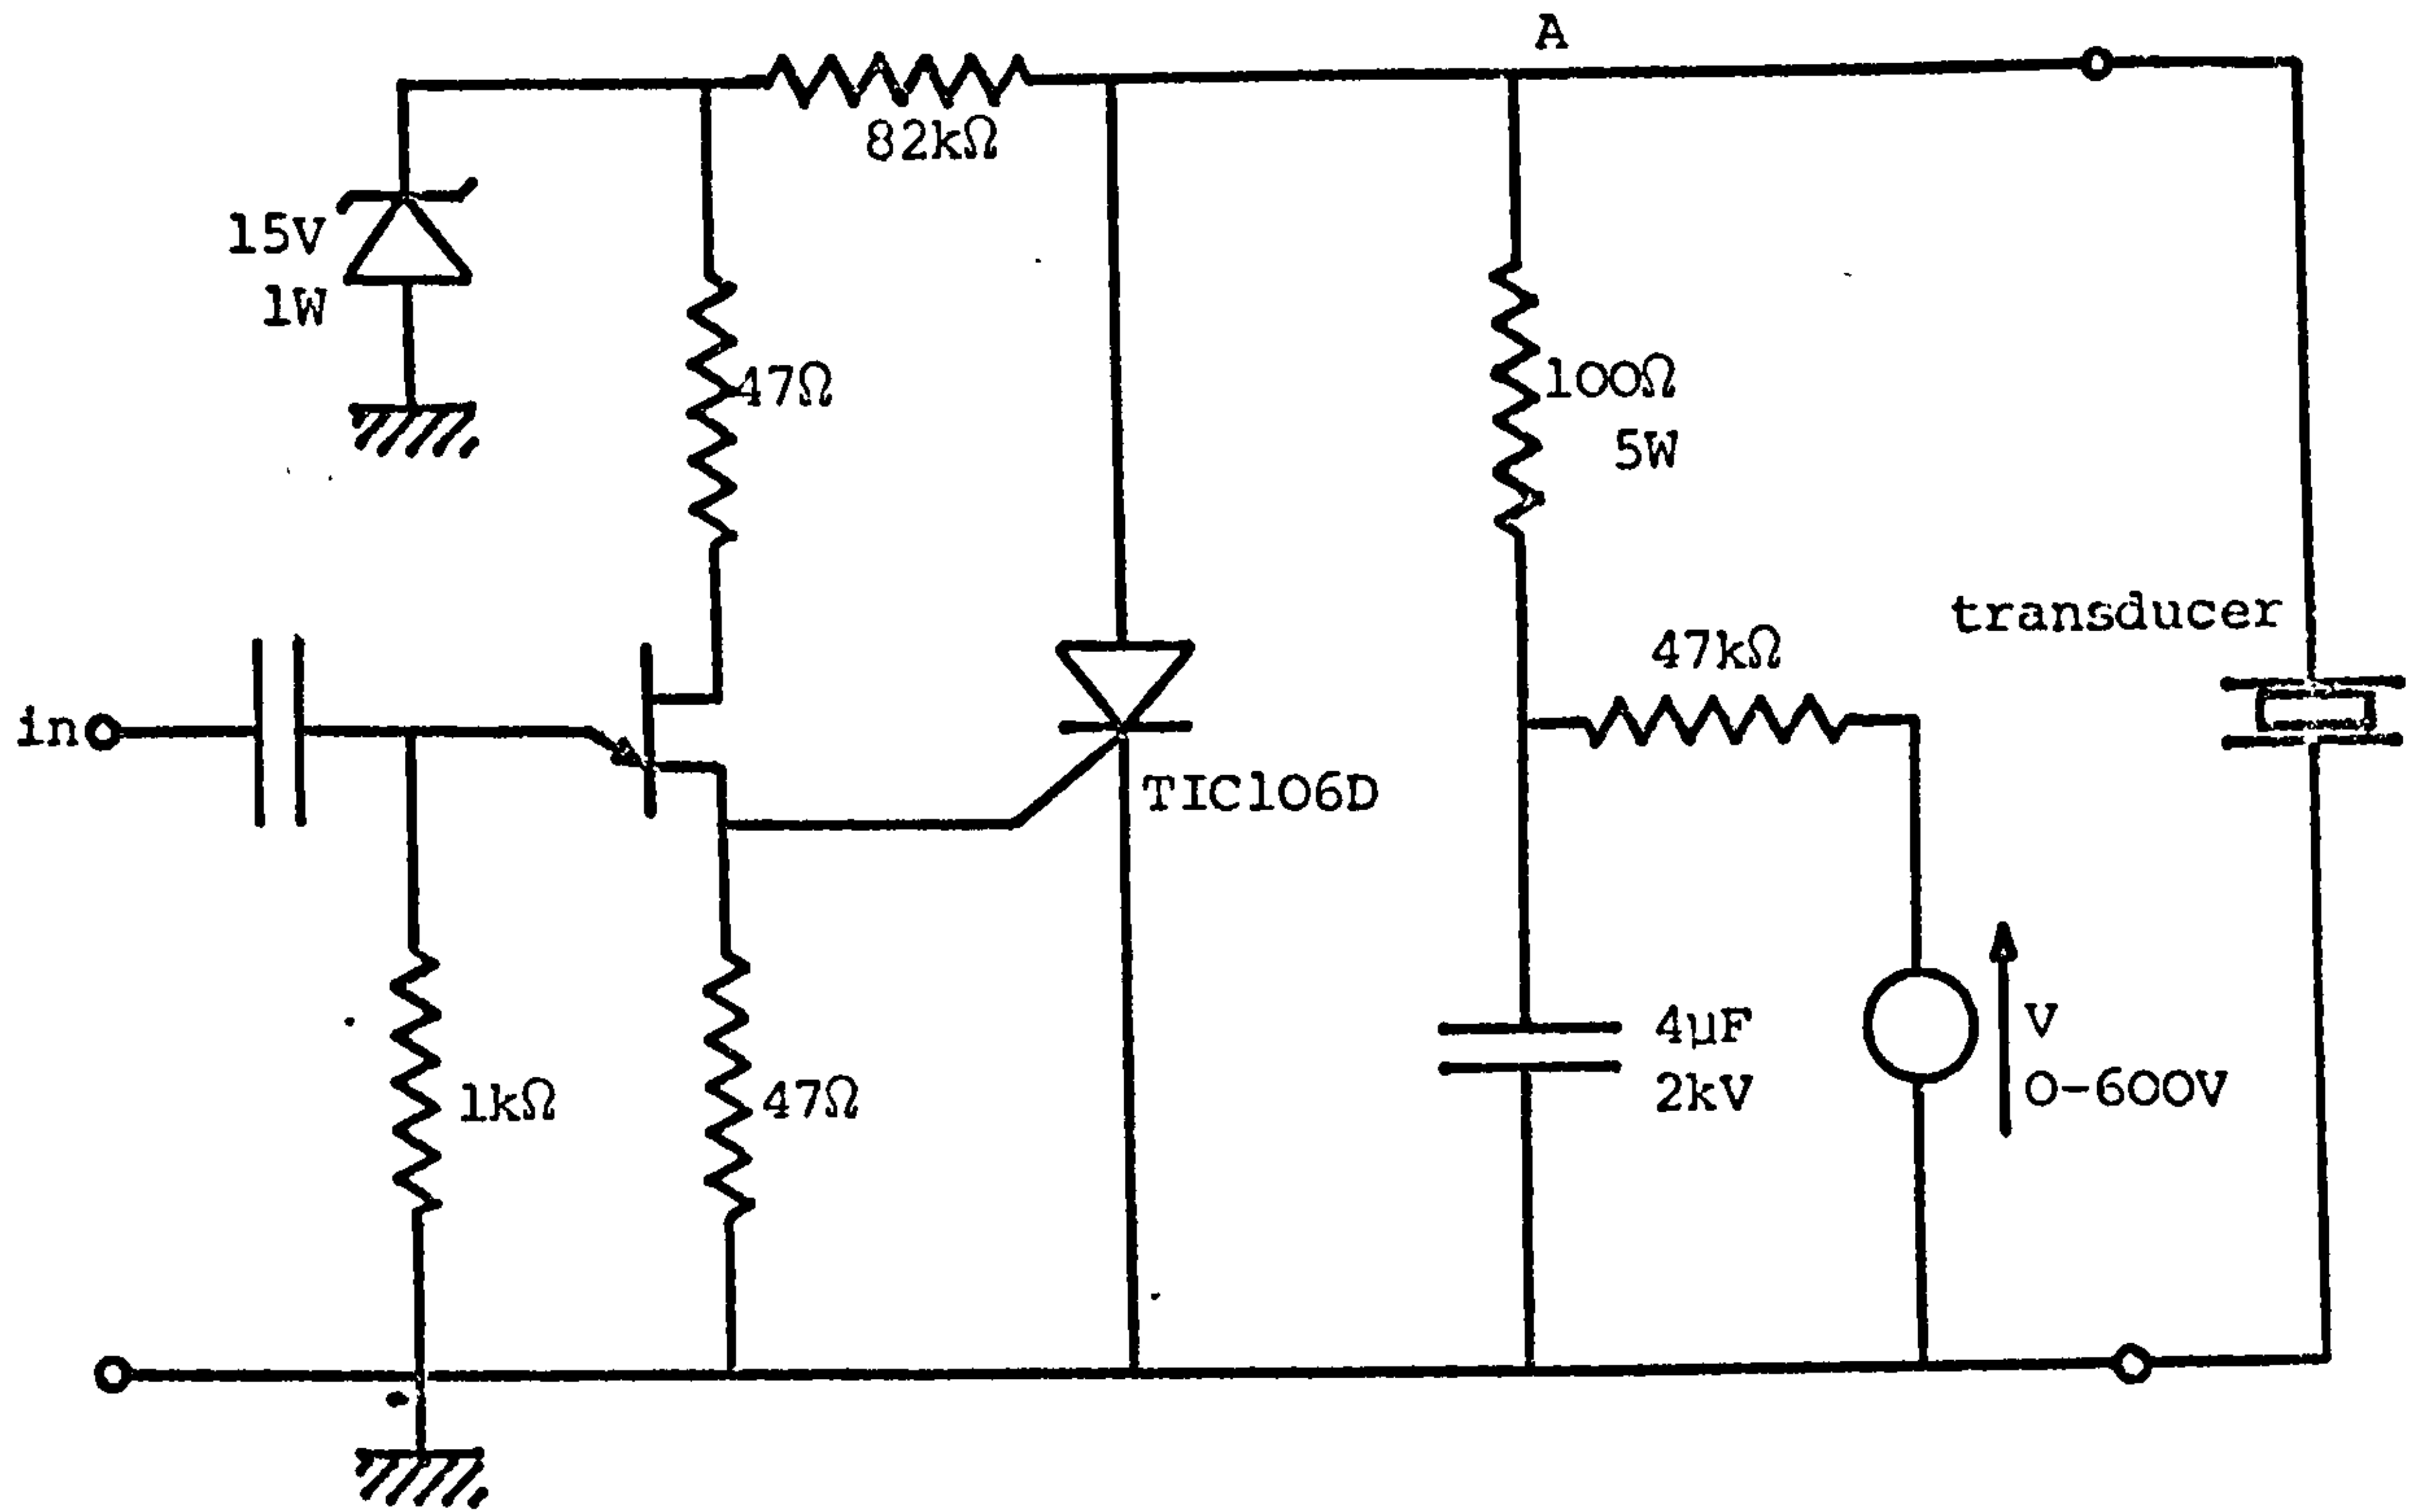 A
82kΩ
15V
1W
47Ω
100Ω
5W
transducer
47kΩ
in
TIC106D
4µF
2kV
V
0-600V
1kΩ
47Ω